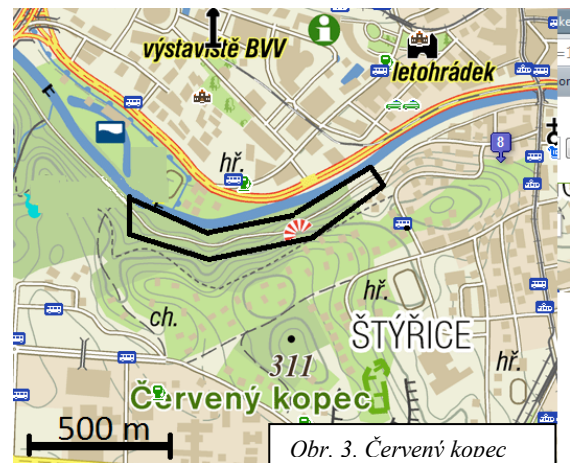 výstaviště BVV
letohrádek
8
hř.
hř.
ch.
ŠTÝŘICE
311
hř.
Červený kopec
500 m
Obr. 3. Červený kopec